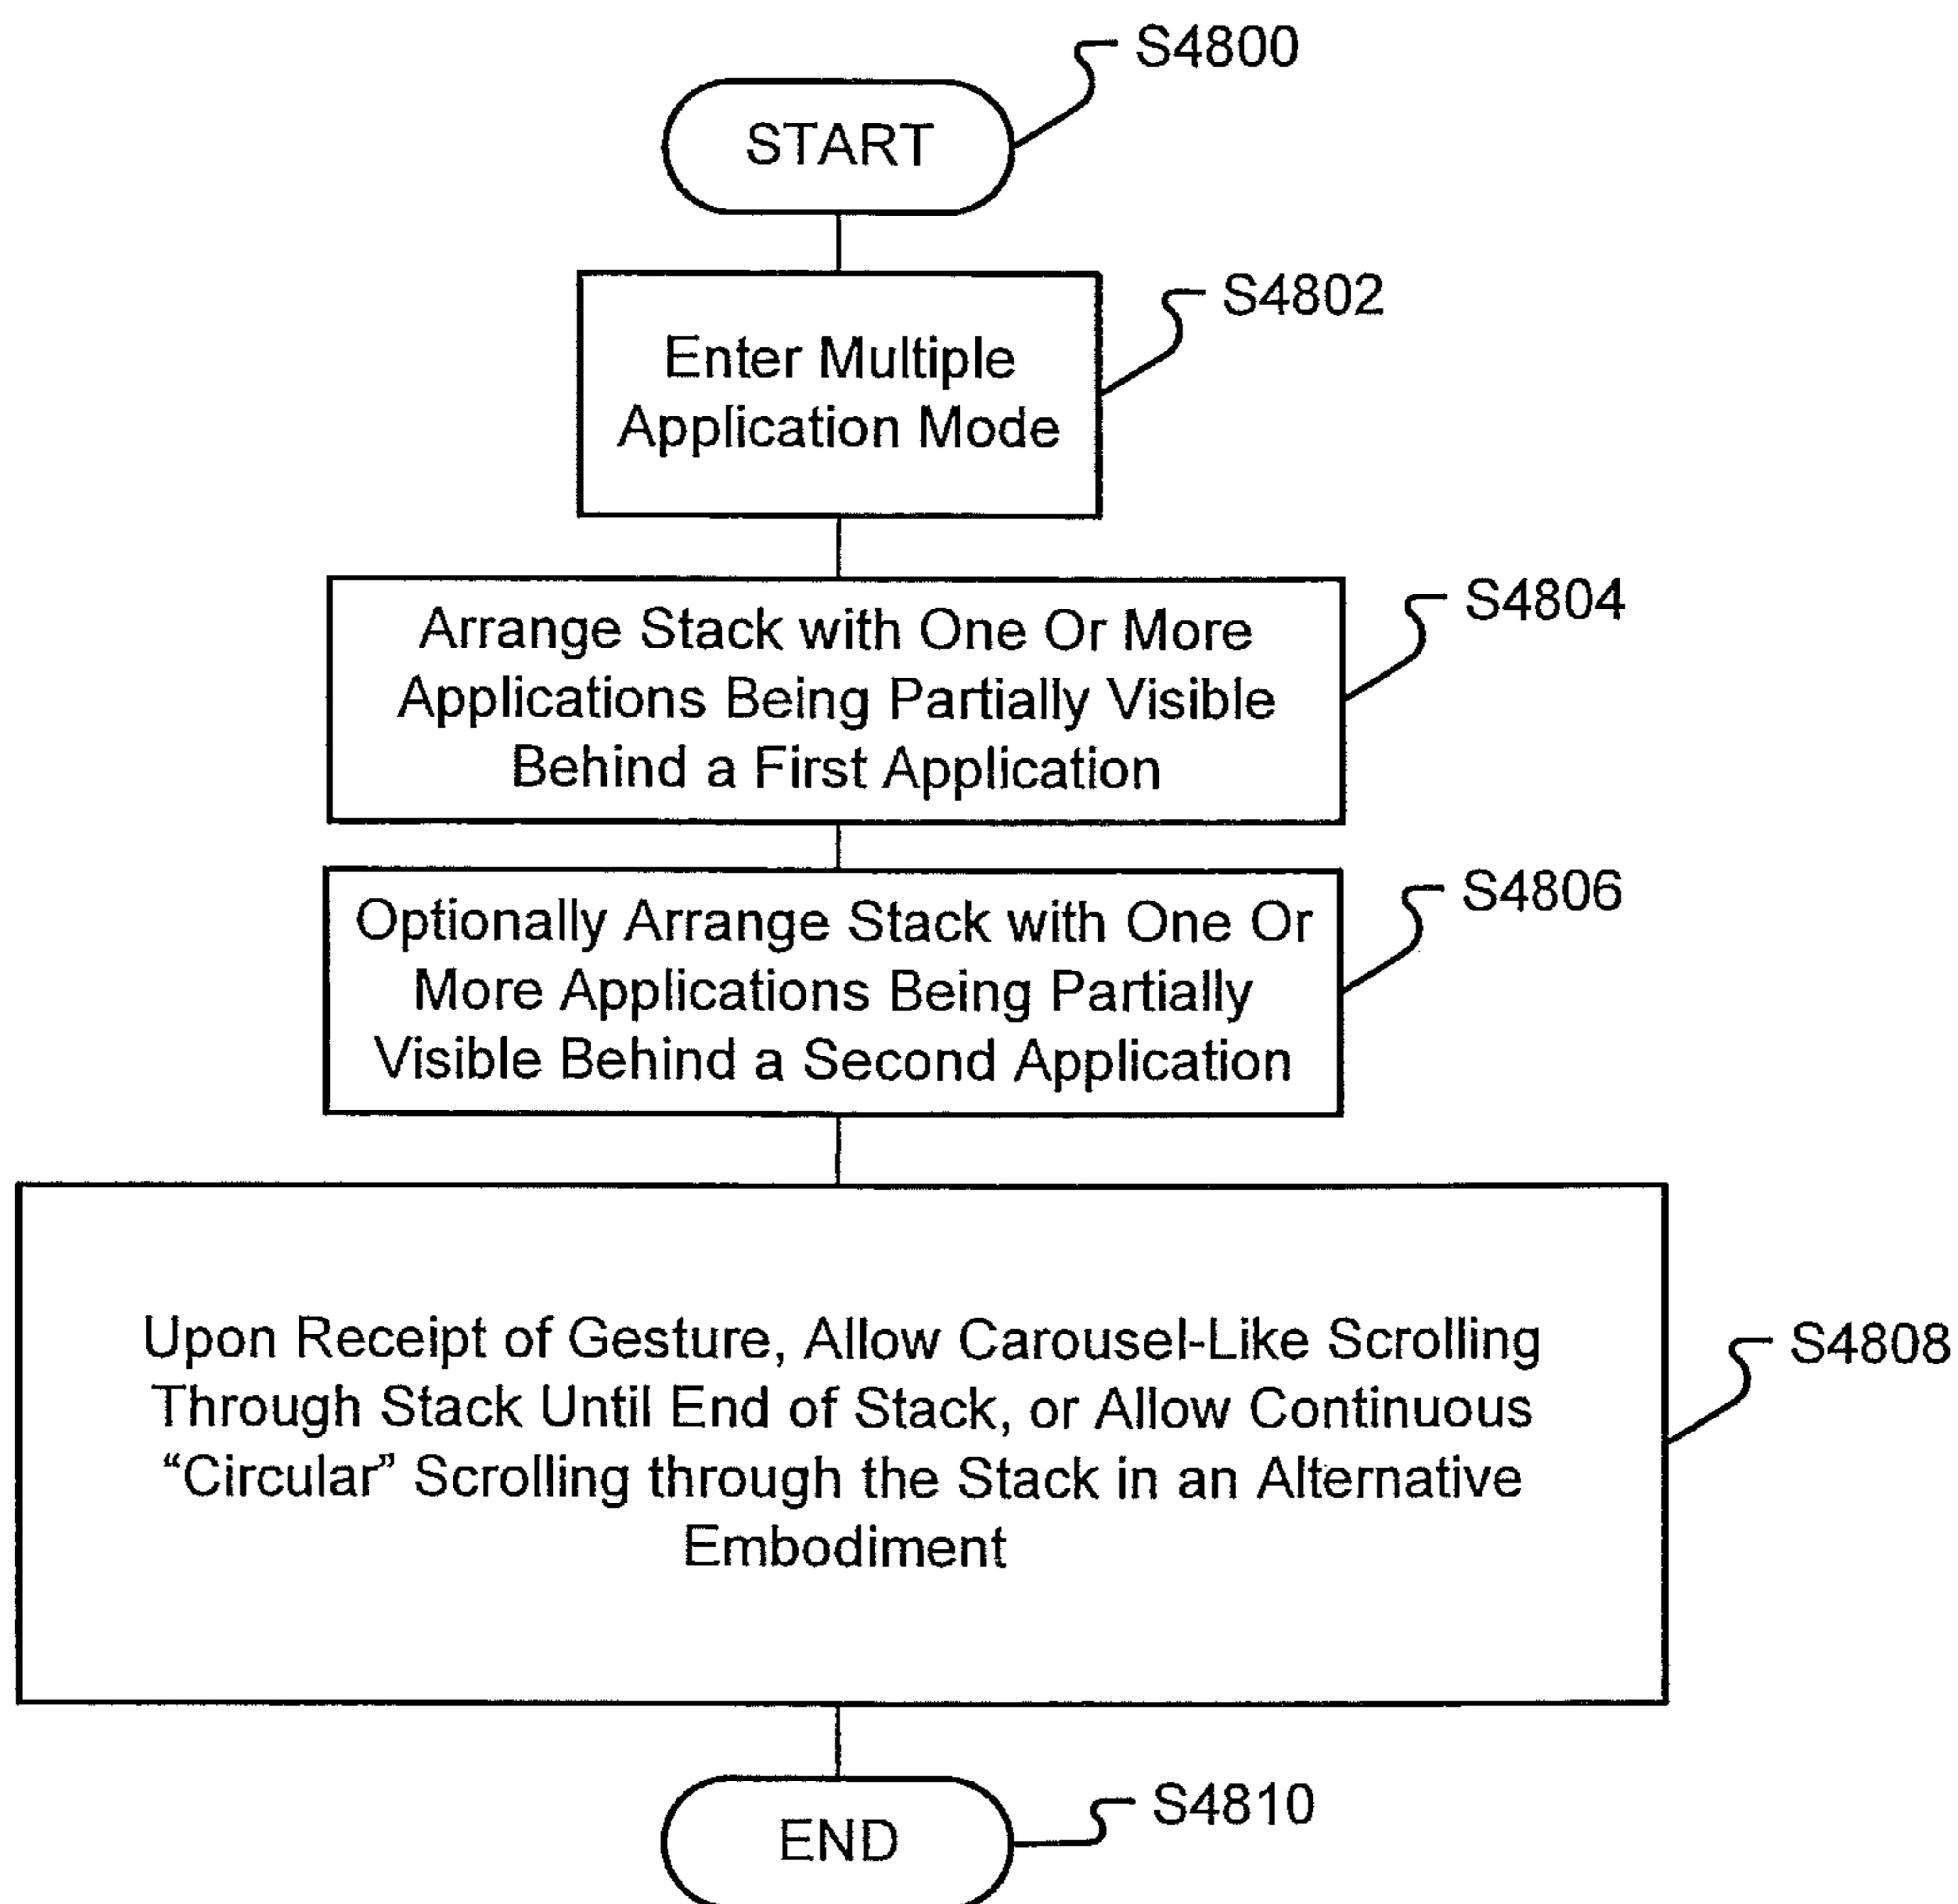 S4800
START
S4802
Enter Multiple
Application Mode
S4804
Arrange Stack with One Or More
Applications Being Partially Visible
Behind a First Application
S4806
Optionally Arrange Stack with One Or
More Applications Being Partially
Visible Behind a Second Application
S4808
Upon Receipt of Gesture, Allow Carousel-Like Scrolling
Through Stack Until End of Stack, or Allow Continuous
“Circular” Scrolling through the Stack in an Alternative
Embodiment
S4810
END